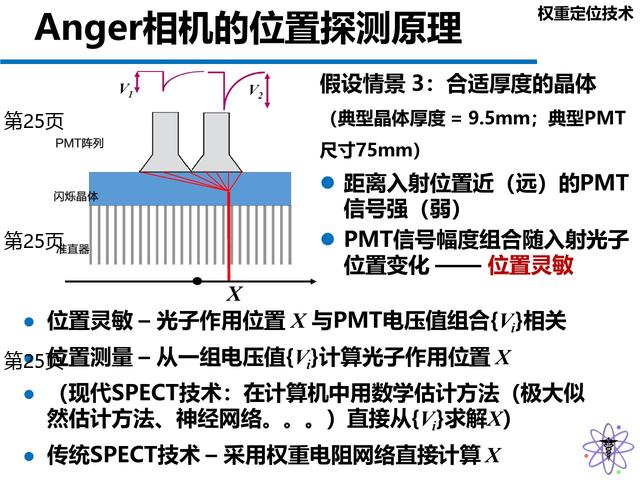 权重定位技术
Anger相机的位置探测原理
V1
V2
第25页
PMT阵列
闪烁晶体
第25页
准直器
X
假设情景 3：合适厚度的晶体
（典型晶体厚度 = 9.5mm；典型PMT
尺寸75mm）
● 距离入射位置近（远）的PMT
信号强（弱）
● PMT信号幅度组合随入射光子
位置变化 —— 位置灵敏
● 位置灵敏 – 光子作用位置 X 与PMT电压值组合{Vi}相关
第25页
● 位置测量 – 从一组电压值{Vi}计算光子作用位置 X
● （现代SPECT技术：在计算机中用数学估计方法（极大似
然估计方法、神经网络。。。）直接从{Vi}求解X）
● 传统SPECT技术 – 采用权重电阻网络直接计算 X